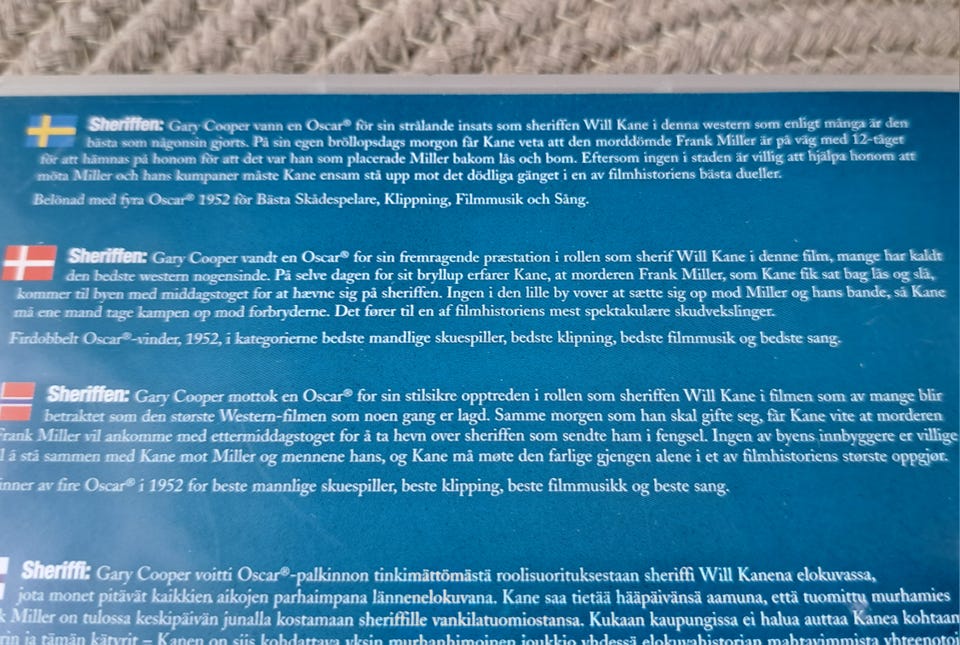 Sheriffen: Gary Cooper vann en Oscar® för sin strålande insats som sheriffen Will Kane i denna western som enligt många är den
bästa som någonsin gjorts. På sin egen bröllopsdags morgon får Kane veta att den morddömde Frank Miller är på väg med 12-tåget
för att hämnas på honom för att det var han som placerade Miller bakom lås och bom. Eftersom ingen i staden är villig att hjälpa honom att
möta Miller och hans kumpaner måste Kane ensam stå upp mot det dödliga gänget i en av filmhistoriens bästa dueller.
Belönad med fyra Oscar® 1952 för Bästa Skådespelare, Klippning, Filmmusik och Sång.
Sheriffen: Gary Cooper vandt en Oscar® for sin fremragende præstation i rollen som sherif Will Kane i denne film, mange har kaldt
den bedste western nogensinde. På selve dagen for sit bryllup erfarer Kane, at morderen Frank Miller, som Kane fik sat bag lås og slå,
kommer til byen med middagstoget for at hævne sig på sheriffen. Ingen i den lille by vover at sætte sig op mod Miller og hans bande, så Kane
må ene mand tage kampen op mod forbryderne. Det fører til en af filmhistoriens mest spektakulære skudvekslinger.
Firdobbelt Oscar®-vinder, 1952, i kategorierne bedste mandlige skuespiller, bedste klipning, bedste filmmusik og bedste sang.
Sheriffen: Gary Cooper mottok en Oscar® for sin stilsikre opptreden i rollen som sheriffen Will Kane i filmen som av mange blir
betraktet som den største Western-filmen som noen gang er lagd. Samme morgen som han skal gifte seg, får Kane vite at morderen
Frank Miller vil ankomme med ettermiddagstoget for å ta hevn over sheriffen som sendte ham i fengsel. Ingen av byens innbyggere er villige
l å stå sammen med Kane mot Miller og mennene hans, og Kane må møte den farlige gjengen alene i et av filmhistoriens største oppgjør.
inner av fire Oscar® i 1952 for beste mannlige skuespiller, beste klipping, beste filmmusikk og beste sang.
Sheriffi: Gary Cooper voitti Oscar®-palkinnon tinkimättömästä roolisuorituksestaan sheriffi Will Kanena elokuvassa,
jota monet pitävät kaikkien aikojen parhaimpana lännenelokuvana. Kane saa tietää hääpäivänsä aamuna, että tuomittu murhamies
k Miller on tulossa keskipäivän junalla kostamaan sheriffille vankilatuomiostansa. Kukaan kaupungissa ei halua auttaa Kanea kohtaan
rin ja tämän kätyrit – Kanen on siis kohdattava yksin murhanhimoinen joukkio yhdessä elokuvahistorian mahtavimmista yhteenotoi